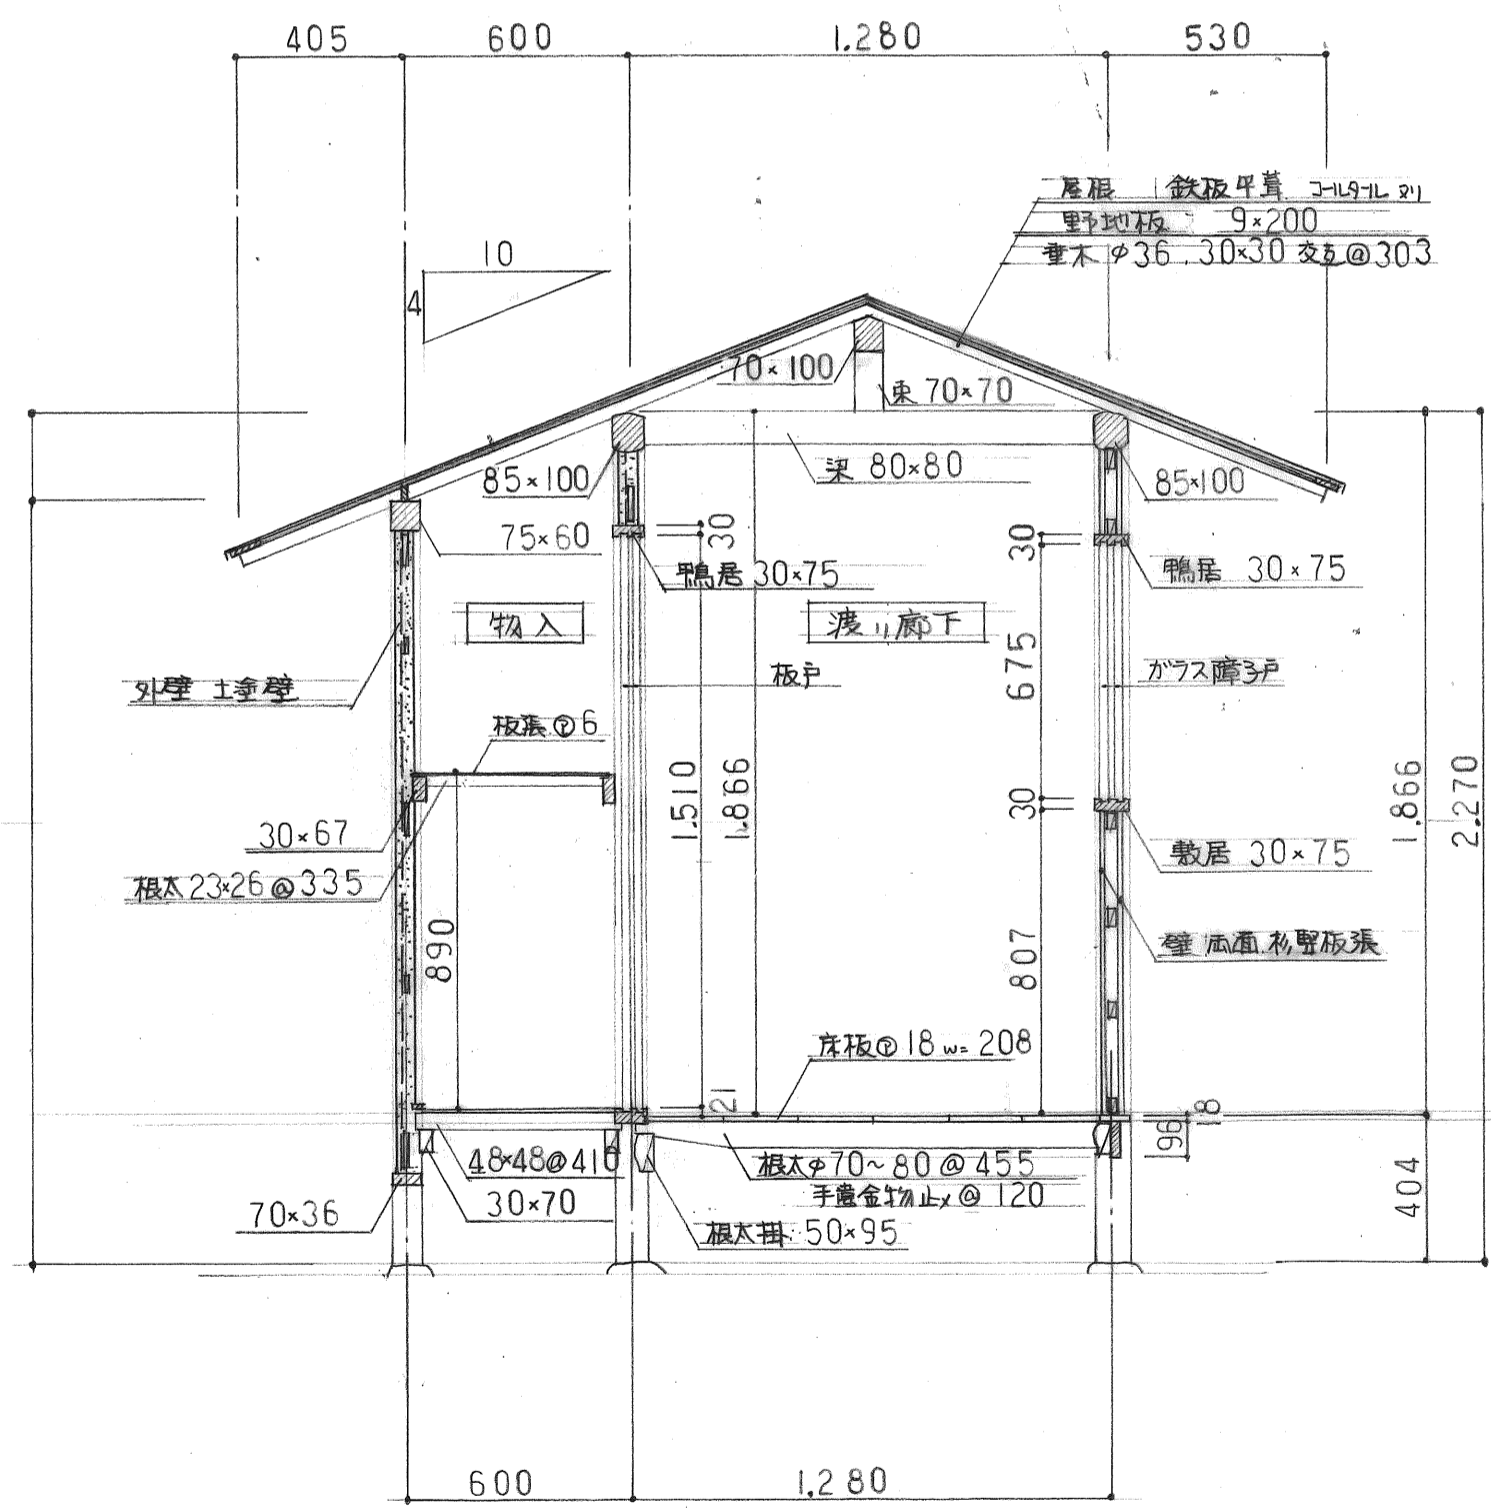 405
600
1.280
530
屋根 鉄板平葺 コールタール ヌリ
野地板 9×200
垂木 φ36, 30×30 交互 @303
10
4
70×100
束 70×70
85×100
梁 80×80
85×100
75×60
30
30
鴨居 30×75
鴨居 30×75
物入
渡り廊下
675
板戸
ガラス障子戸
外壁 土塗壁
板張 Ⓣ 6
1.510
1.866
30
1.866
2.270
30×67
敷居 30×75
根太 23×26 @ 335
890
807
壁 両面 杉竪板張
床板 Ⓣ 18 w= 208
21
18
96
48×48 @ 410
根太 φ70~80 @ 455
404
30×70
金物止メ @ 120
70×36
根太掛 50×95
600
1.280